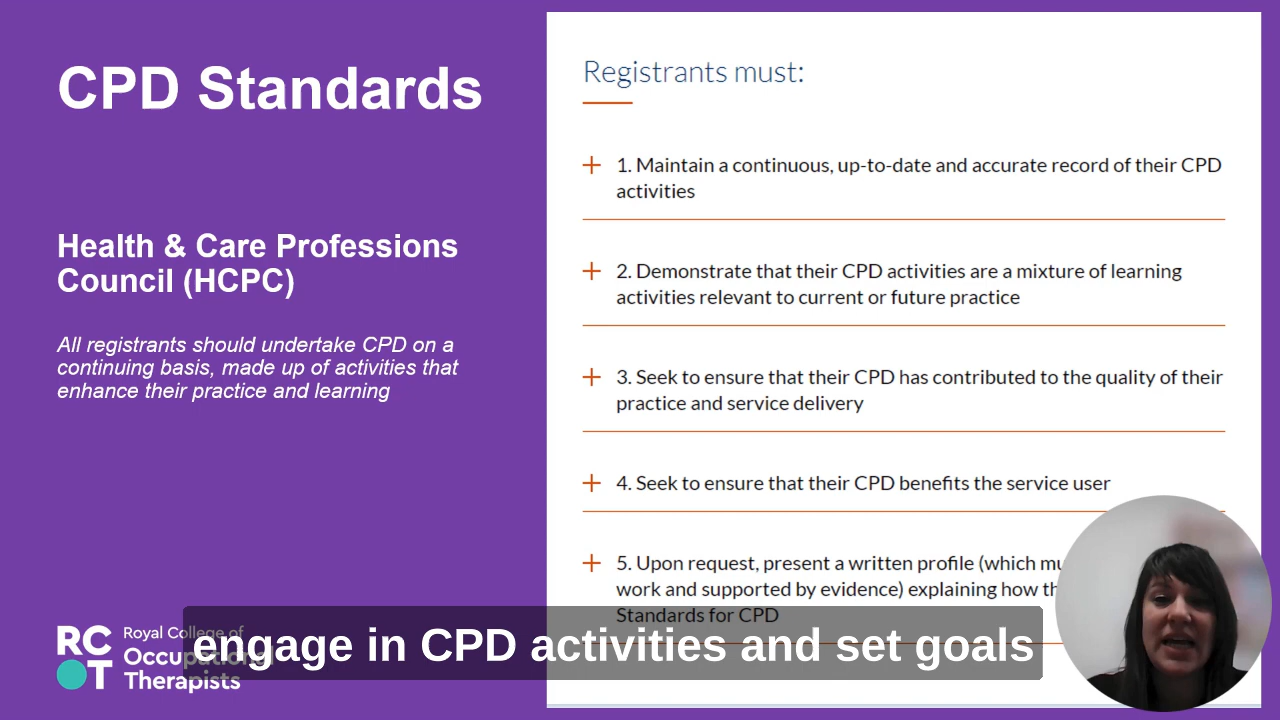 CPD Standards
Health & Care Professions
Council (HCPC)
All registrants should undertake CPD on a
continuing basis, made up of activities that
enhance their practice and learning
Registrants must:
1. Maintain a continuous, up-to-date and accurate record of their CPD
activities
2. Demonstrate that their CPD activities are a mixture of learning
activities relevant to current or future practice
3. Seek to ensure that their CPD has contributed to the quality of their
practice and service delivery
4. Seek to ensure that their CPD benefits the service user
5. Upon request, present a written profile (which
work and supported by evidence) explaining how
Standards for CPD
engage in CPD activities and set goals
RC
OT
Royal College of
Occupational
Therapists